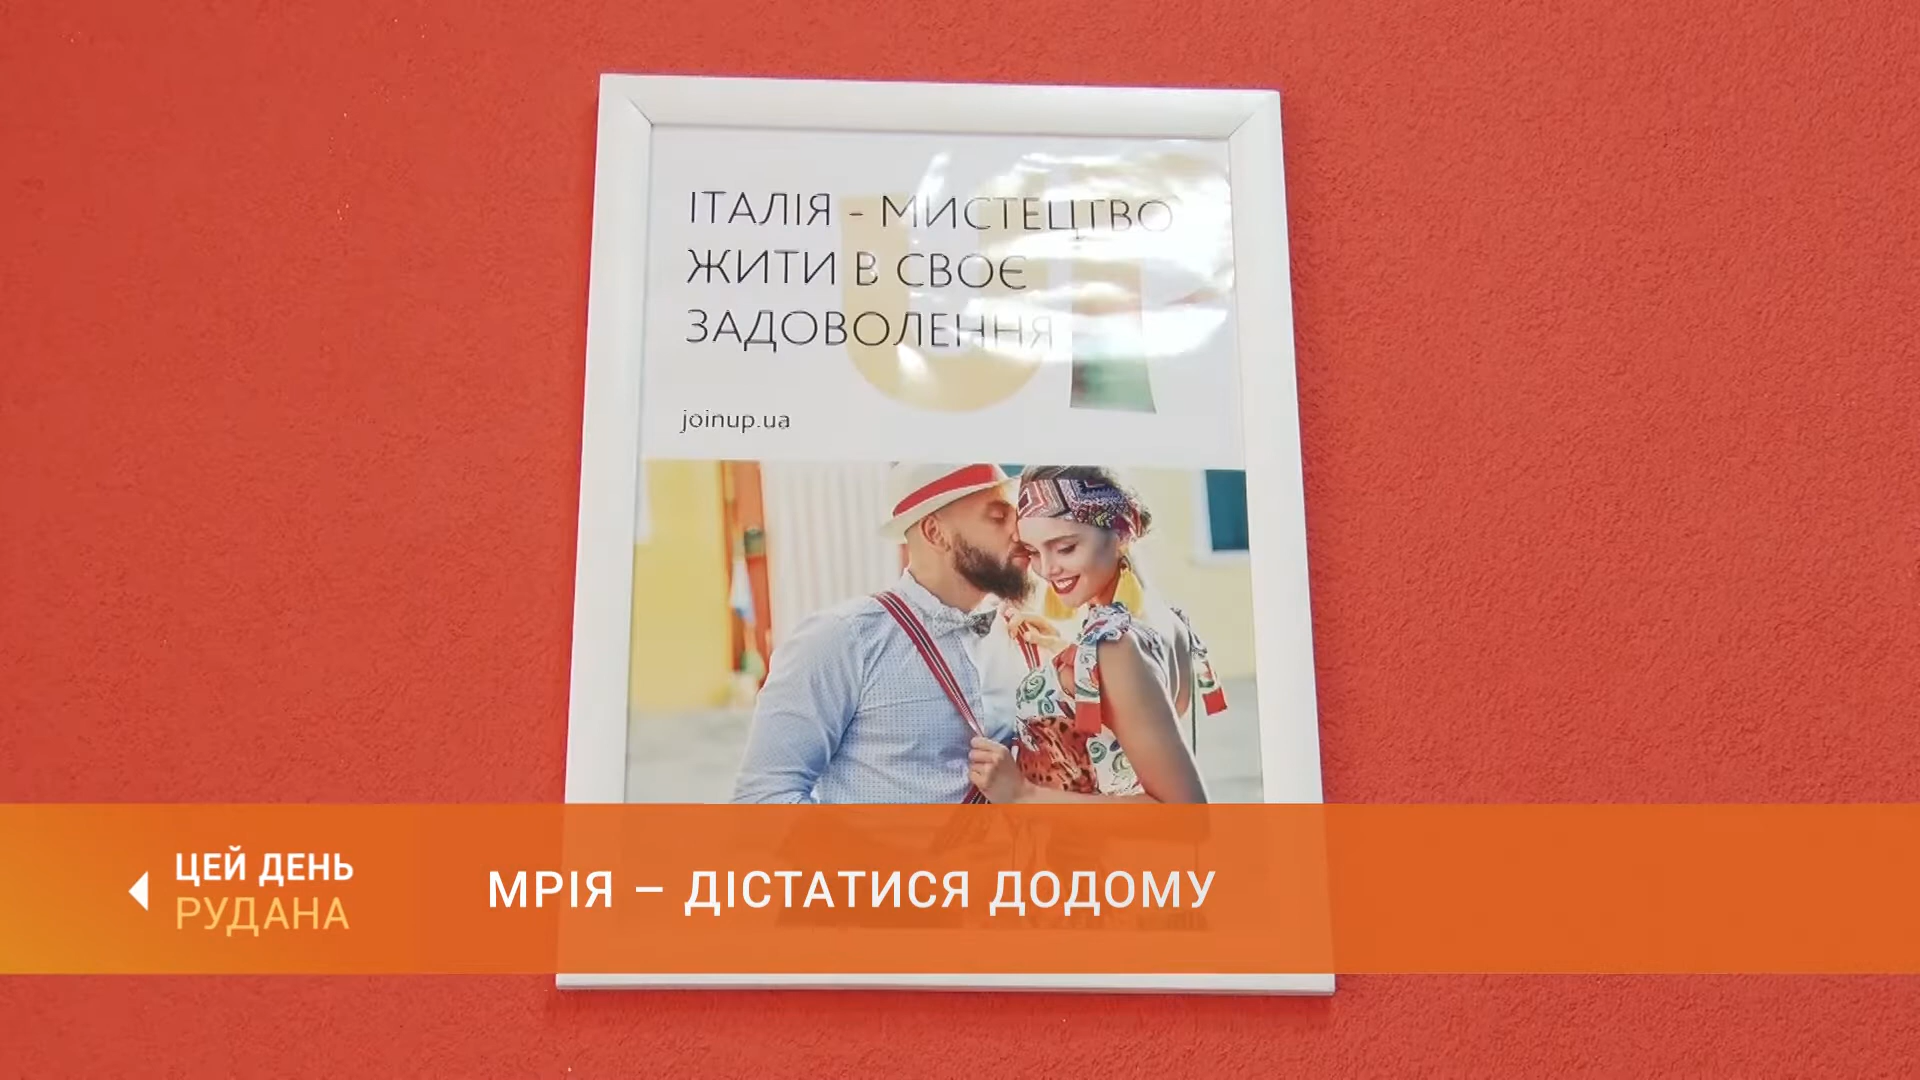 ІТАЛІЯ - МИСТЕЦТВО
ЖИТИ В СВОЄ
ЗАДОВОЛЕННЯ
joinup.ua
ЦЕЙ ДЕНЬ
РУДАНА
МРІЯ – ДІСТАТИСЯ ДОДОМУ